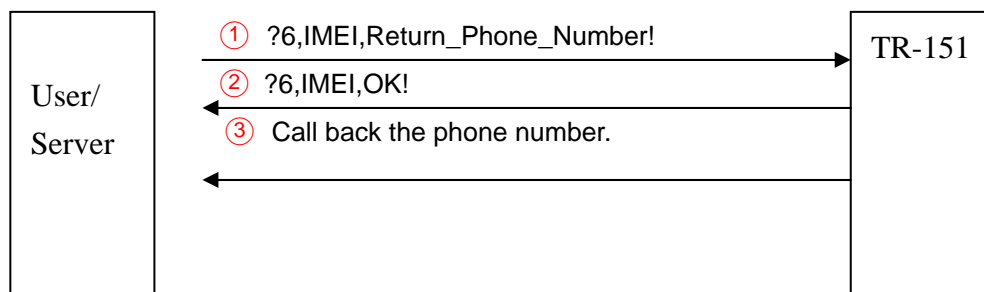 ① ?6,IMEI,Return_Phone_Number!
TR-151
② ?6,IMEI,OK!
User/
Server
③ Call back the phone number.